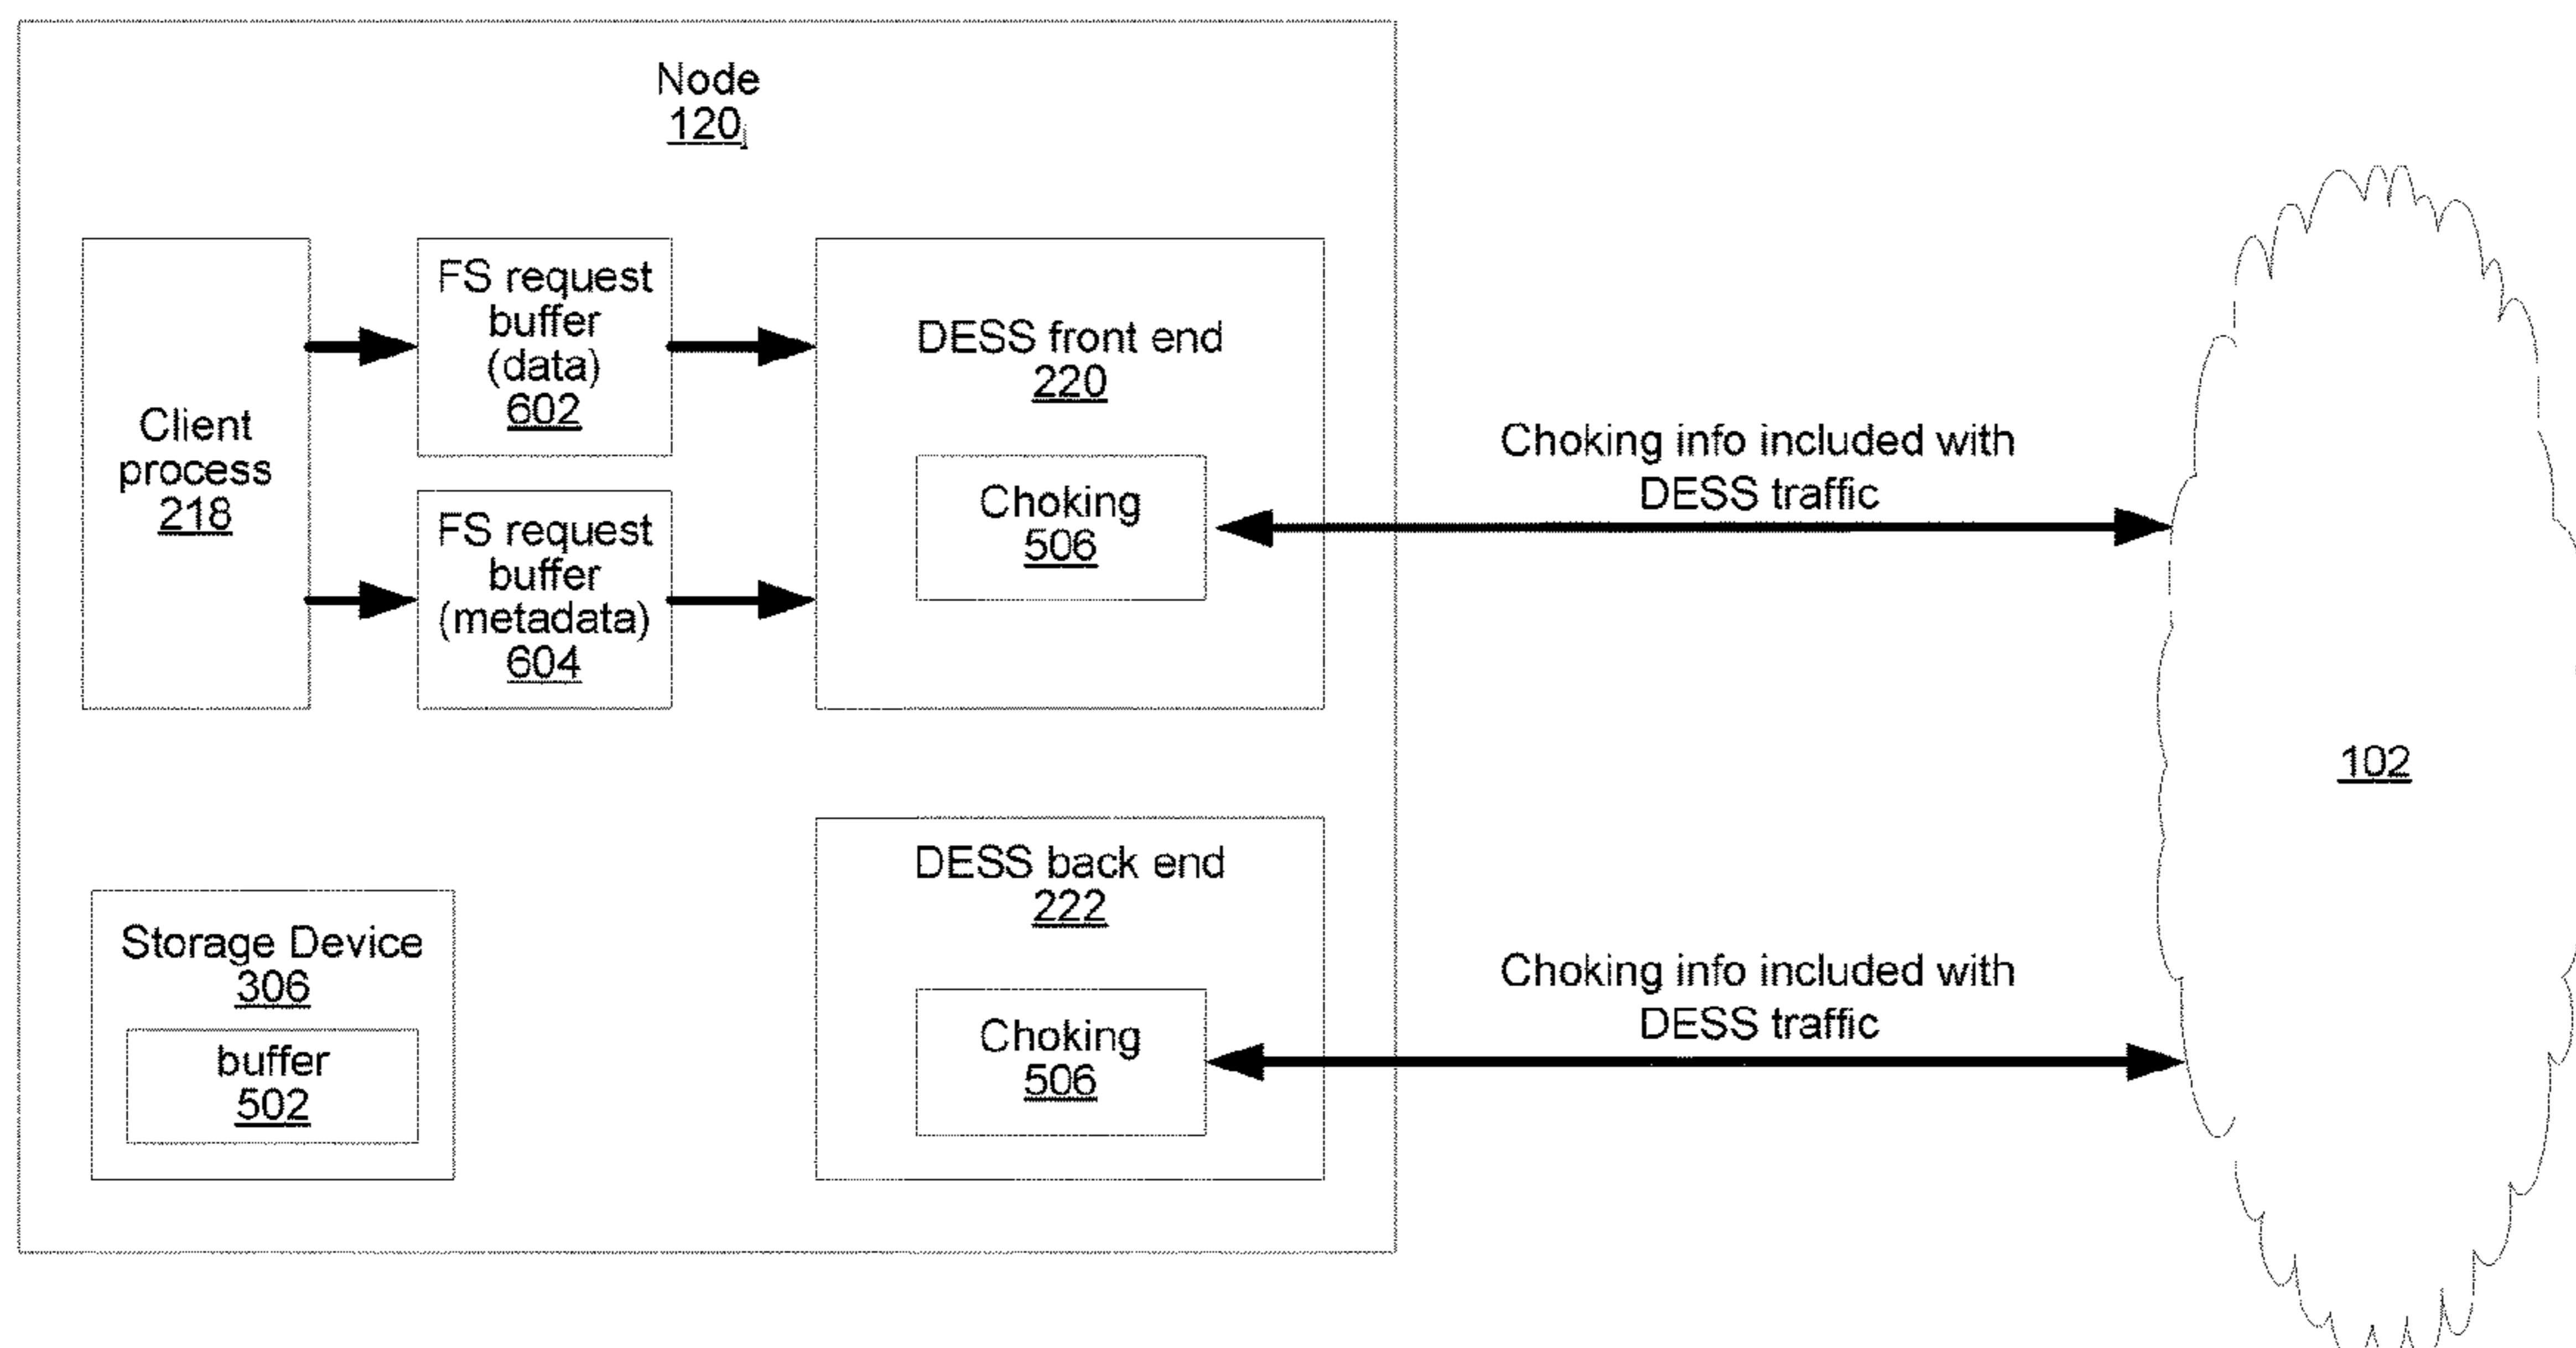 Node
120j
Client
process
218
FS request
buffer
(data)
602
FS request
buffer
(metadata)
604
DESS front end
220
Choking
506
Choking info included with
DESS traffic
102
Storage Device
306
buffer
502
DESS back end
222
Choking
506
Choking info included with
DESS traffic